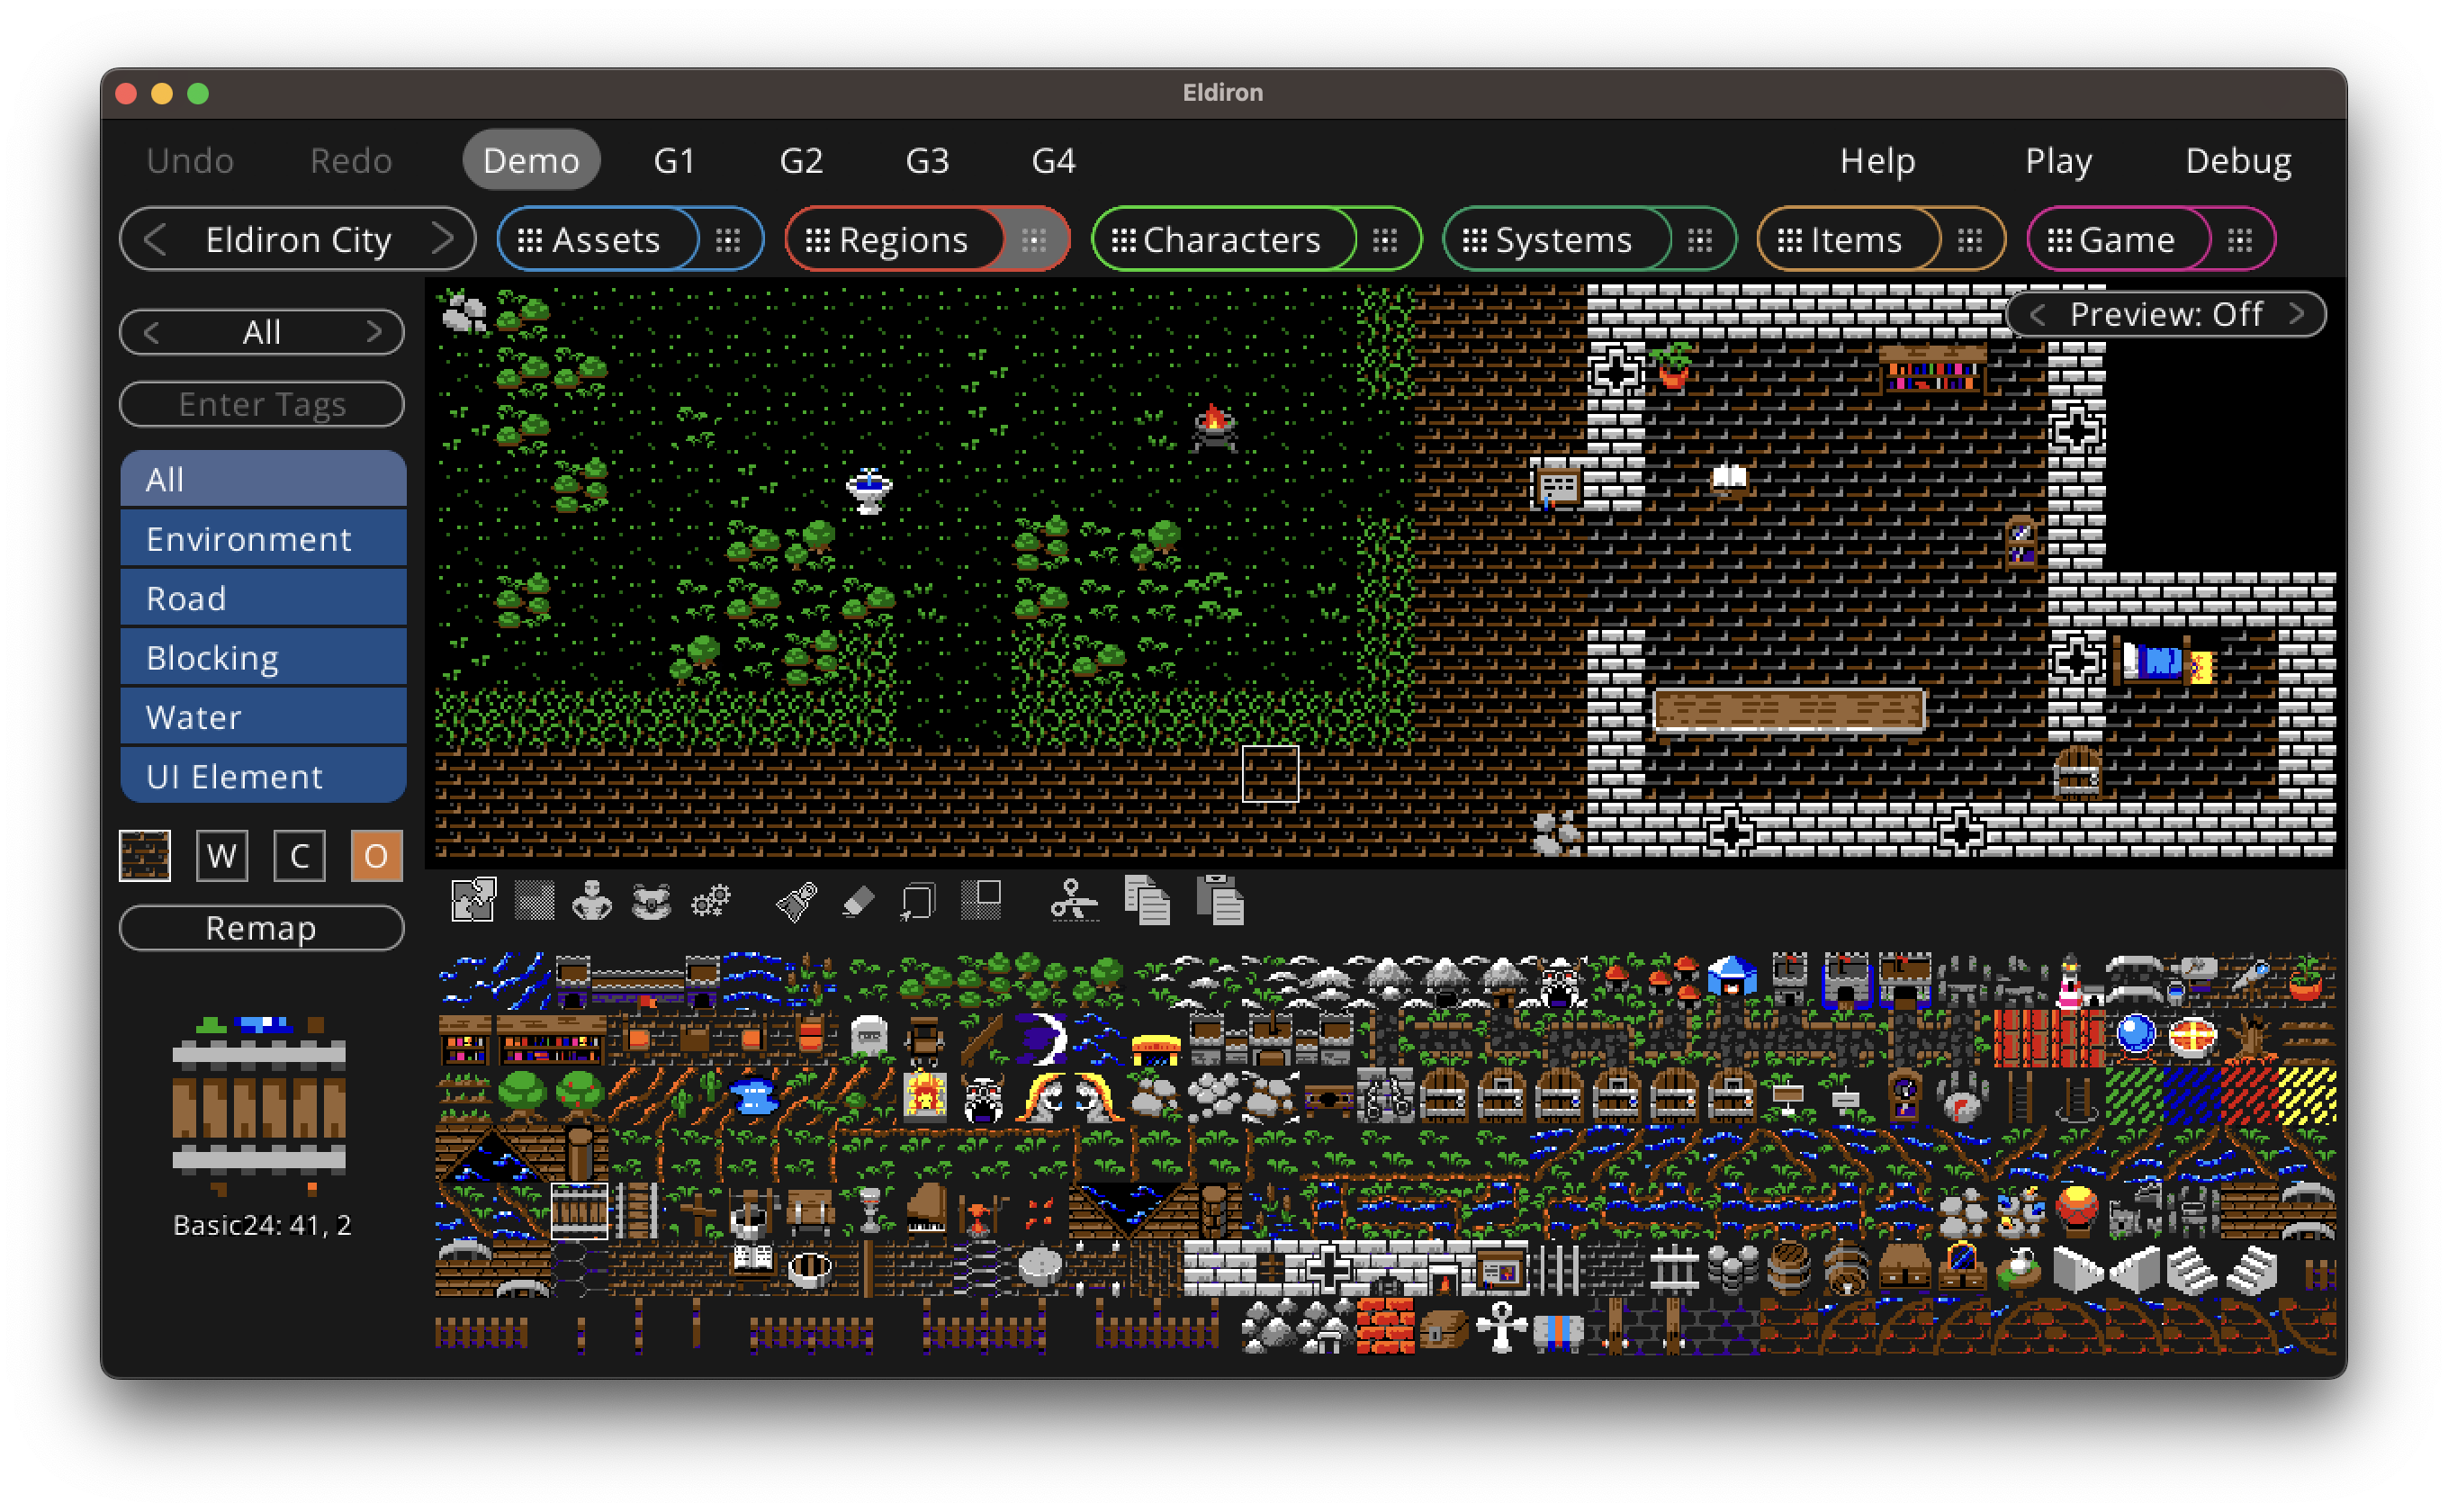 Eldiron
Undo Redo Demo G1 G2 G3 G4 Help Play Debug
Eldiron City Assets Regions Characters Systems Items Game
All
Preview: Off
Enter Tags
All
Environment
Road
Blocking
Water
UI Element
W C O
Remap
Basic24: 41, 2